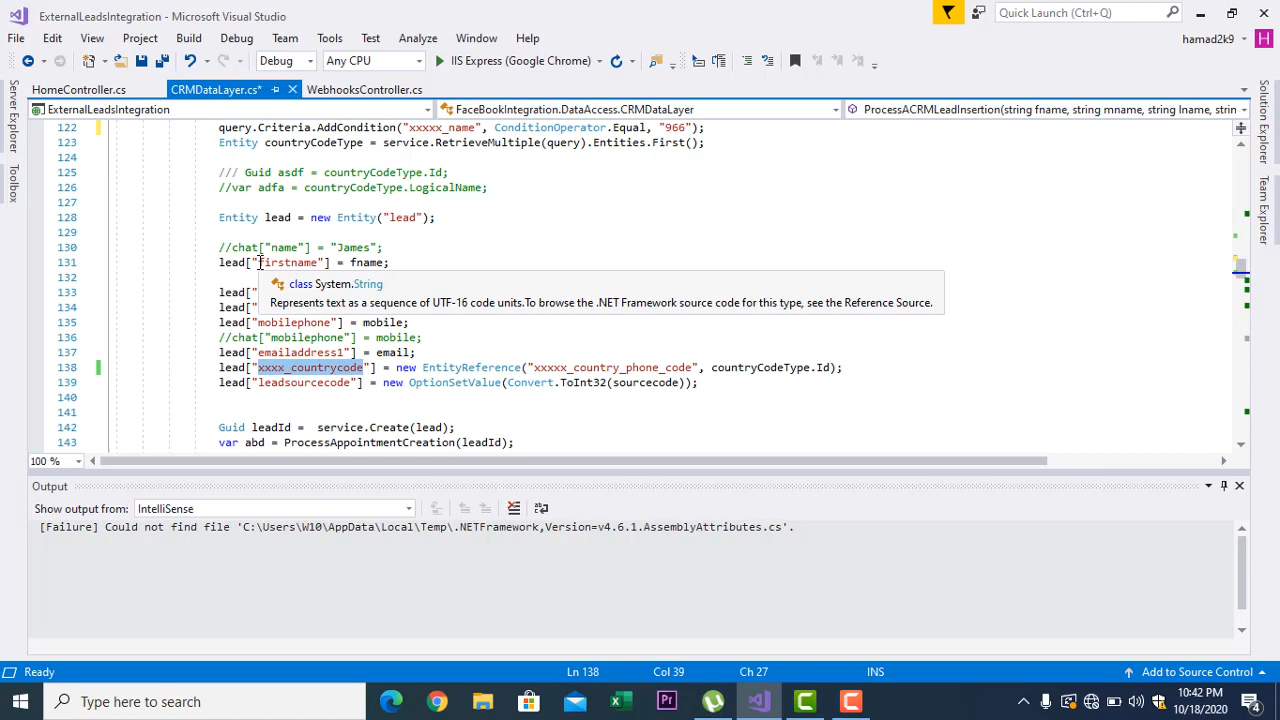 ExternalLeadsIntegration - Microsoft Visual Studio
Quick Launch (Ctrl+Q)
File Edit View Project Build Debug Team Tools Test Analyze Window Help
hamad2k9 H
Debug Any CPU IIS Express (Google Chrome)
HomeController.cs CRMDataLayer.cs* WebhooksController.cs
ExternalLeadsIntegration FaceBookIntegration.DataAccess.CRMDataLayer ProcessACRMLeadInsertion(string fname, string mname, string lname, strin
Server Explorer
Toolbox
Solution Explorer
Team Explorer
122 query.Criteria.AddCondition("xxxxx_name", ConditionOperator.Equal, "966");
123 Entity countryCodeType = service.RetrieveMultiple(query).Entities.First();
124
125 /// Guid asdf = countryCodeType.Id;
126 //var adfa = countryCodeType.LogicalName;
127
128 Entity lead = new Entity("lead");
129
130 //chat["name"] = "James";
131 lead["firstname"] = fname;
132
class System.String
Represents text as a sequence of UTF-16 code units.To browse the .NET Framework source code for this type, see the Reference Source.
133 lead["
134 lead["
135 lead["mobilephone"] = mobile;
136 //chat["mobilephone"] = mobile;
137 lead["emailaddress1"] = email;
138 lead["xxxx_countrycode"] = new EntityReference("xxxxx_country_phone_code", countryCodeType.Id);
139 lead["leadsourcecode"] = new OptionSetValue(Convert.ToInt32(sourcecode));
140
141
142 Guid leadId = service.Create(lead);
143 var abd = ProcessAppointmentCreation(leadId);
100 %
Output
Show output from: IntelliSense
[Failure] Could not find file 'C:\Users\W10\AppData\Local\Temp\.NETFramework,Version=v4.6.1.AssemblyAttributes.cs'.
Ready Ln 138 Col 39 Ch 27 INS Add to Source Control
Type here to search
Pr
10:42 PM
10/18/2020
4